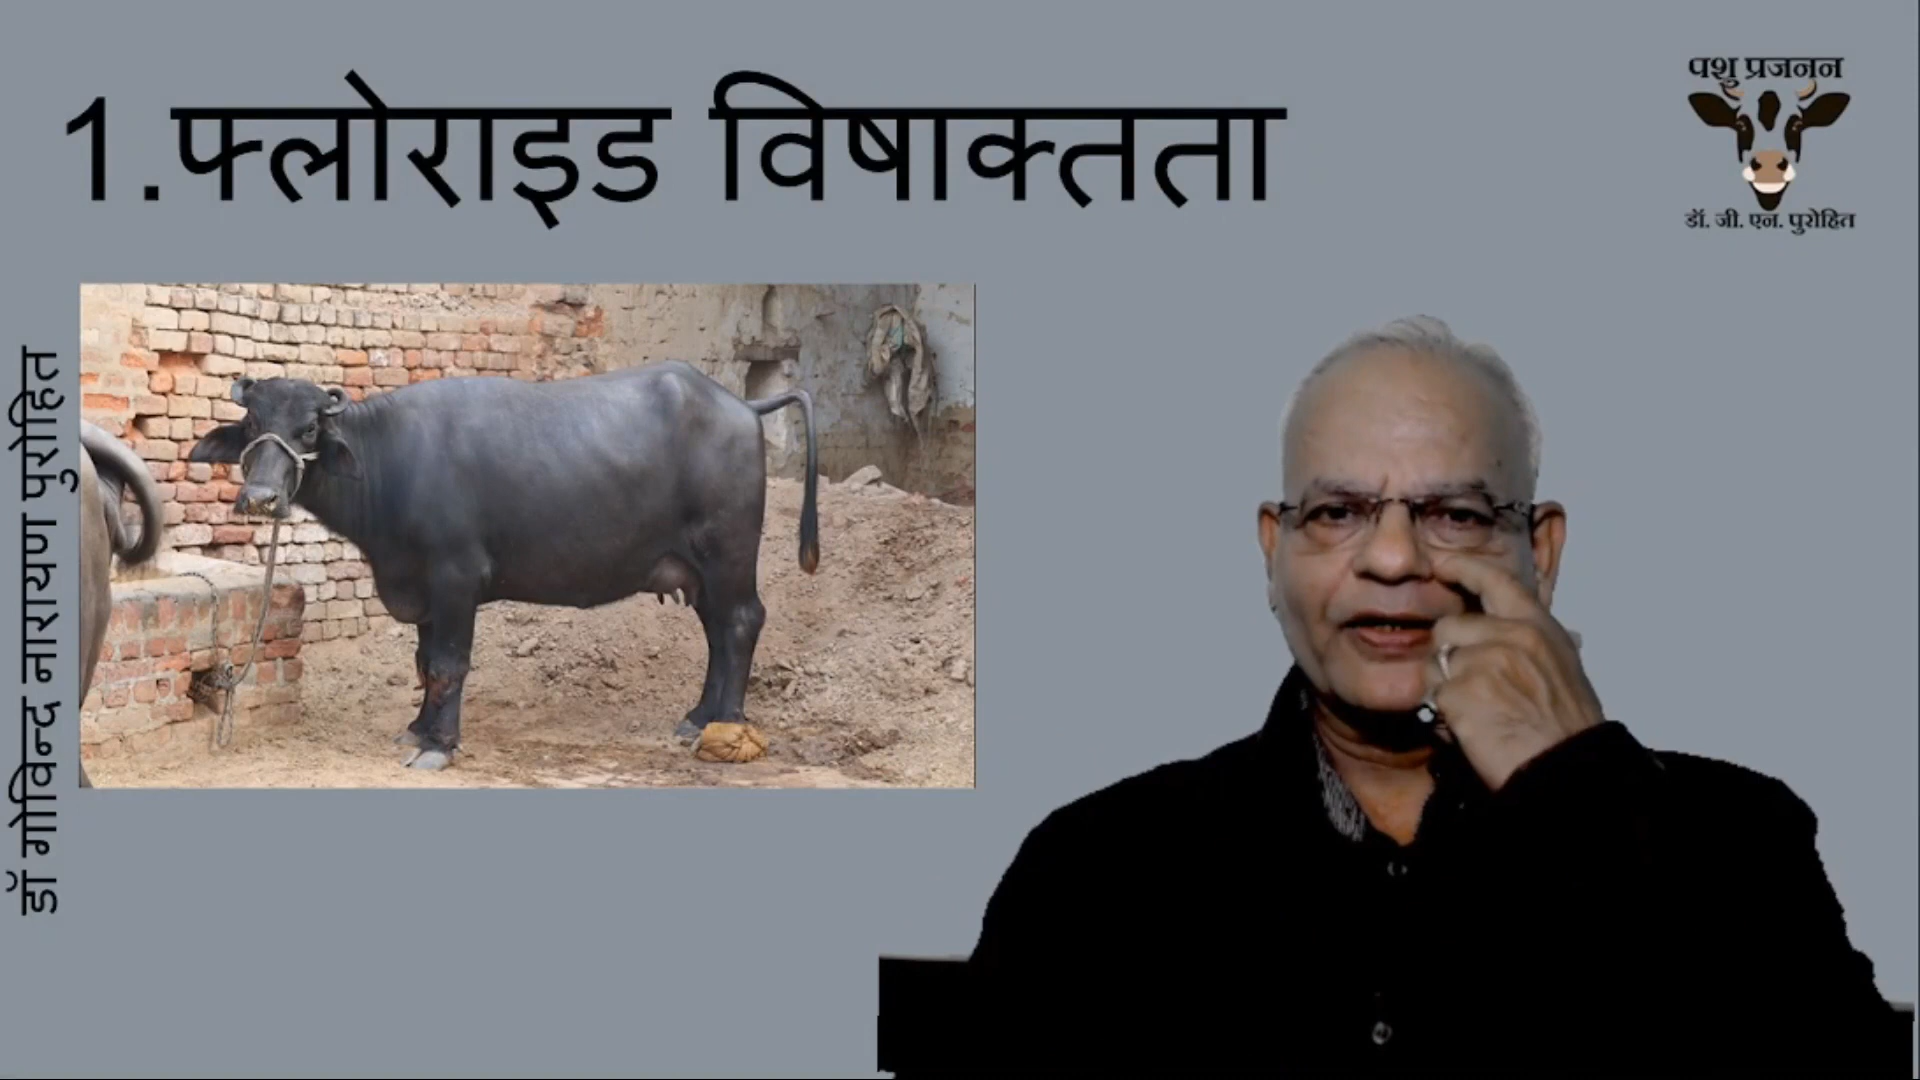 1.फ्लोराइड विषाक्तता
पशु प्रजनन
डॉ. जी. एन. पुरोहित
डॉ गोविन्द नारायण पुरोहित